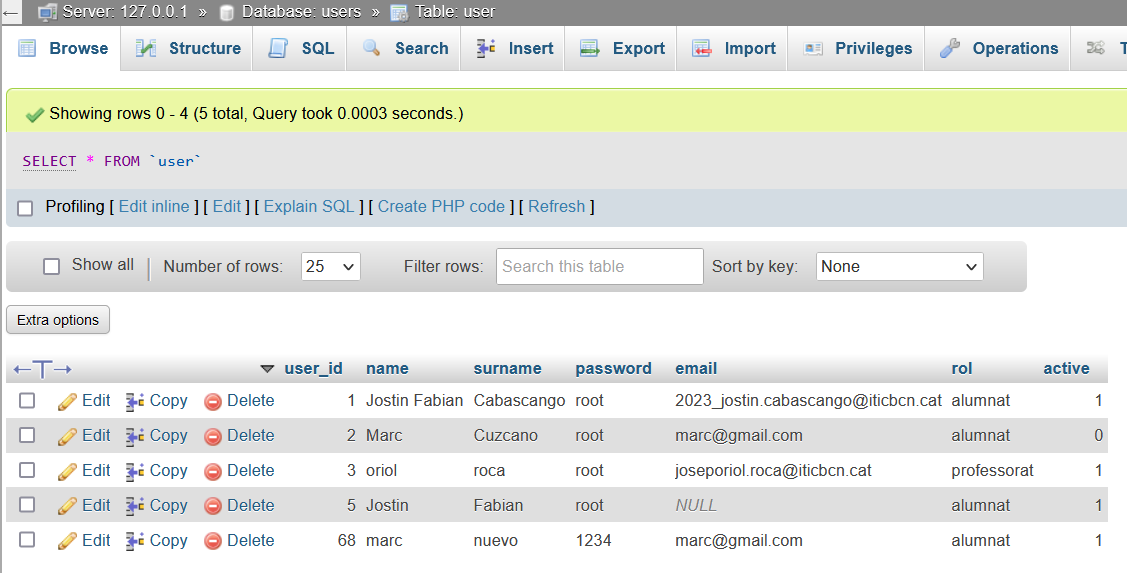 Server: 127.0.0.1 » Database: users » Table: user
Browse Structure SQL Search Insert Export Import Privileges Operations T
Showing rows 0 - 4 (5 total, Query took 0.0003 seconds.)
SELECT * FROM `user`
Profiling [ Edit inline ] [ Edit ] [ Explain SQL ] [ Create PHP code ] [ Refresh ]
Show all Number of rows: 25 Filter rows: Search this table Sort by key: None
Extra options
user_id name surname password email rol active
Edit Copy Delete 1 Jostin Fabian Cabascango root 2023_jostin.cabascango@iticbcn.cat alumnat 1
Edit Copy Delete 2 Marc Cuzcano root marc@gmail.com alumnat 0
Edit Copy Delete 3 oriol roca root joseporiol.roca@iticbcn.cat professorat 1
Edit Copy Delete 5 Jostin Fabian root NULL alumnat 1
Edit Copy Delete 68 marc nuevo 1234 marc@gmail.com alumnat 1